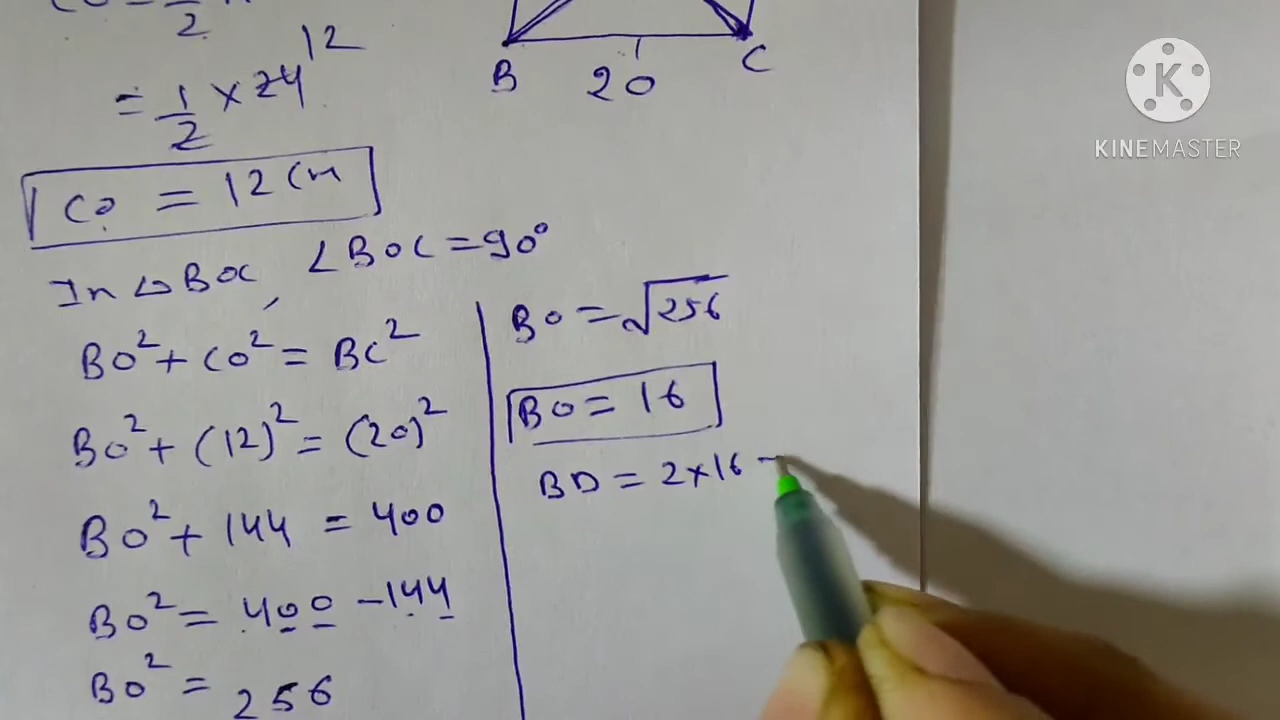 2
= 1/2 × 24 12
B 20 C
CO = 12 Cm
In △BOC, ∠BOC = 90°
BO² + CO² = BC²
BO² + (12)² = (20)²
BO² + 144 = 400
BO² = 400 - 144
BO² = 256
BO = √256
BO = 16
BD = 2×16
K
KINEMASTER